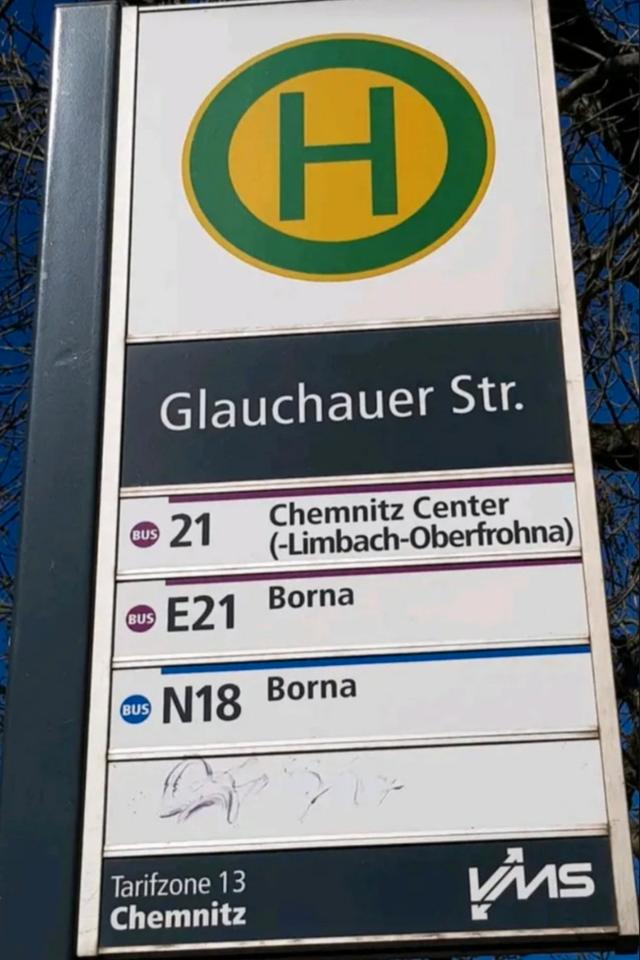 H
Glauchauer Str.
BUS 21 Chemnitz Center
(-Limbach-Oberfrohna)
BUS E21 Borna
BUS N18 Borna
Tarifzone 13
Chemnitz
VMS